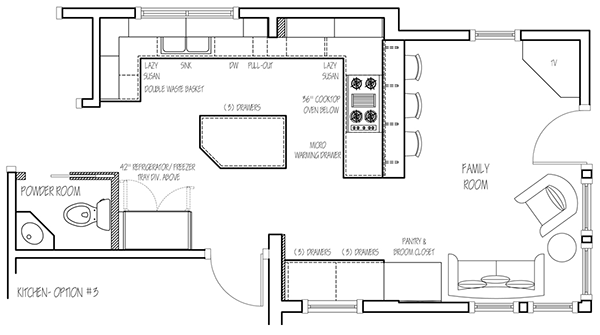 LAZY
SUSAN
SINK
DW
PULL-OUT
LAZY
SUSAN
DOUBLE WASTE BASKET
(3) DRAWERS
36" COOKTOP
OVEN BELOW
MICRO
WARMING DRAWER
TV
FAMILY
ROOM
42" REFRIGERATOR/ FREEZER
TRAY DIV. ABOVE
POWDER ROOM
(3) DRAWERS
(3) DRAWERS
PANTRY &
BROOM CLOSET
KITCHEN- OPTION #3